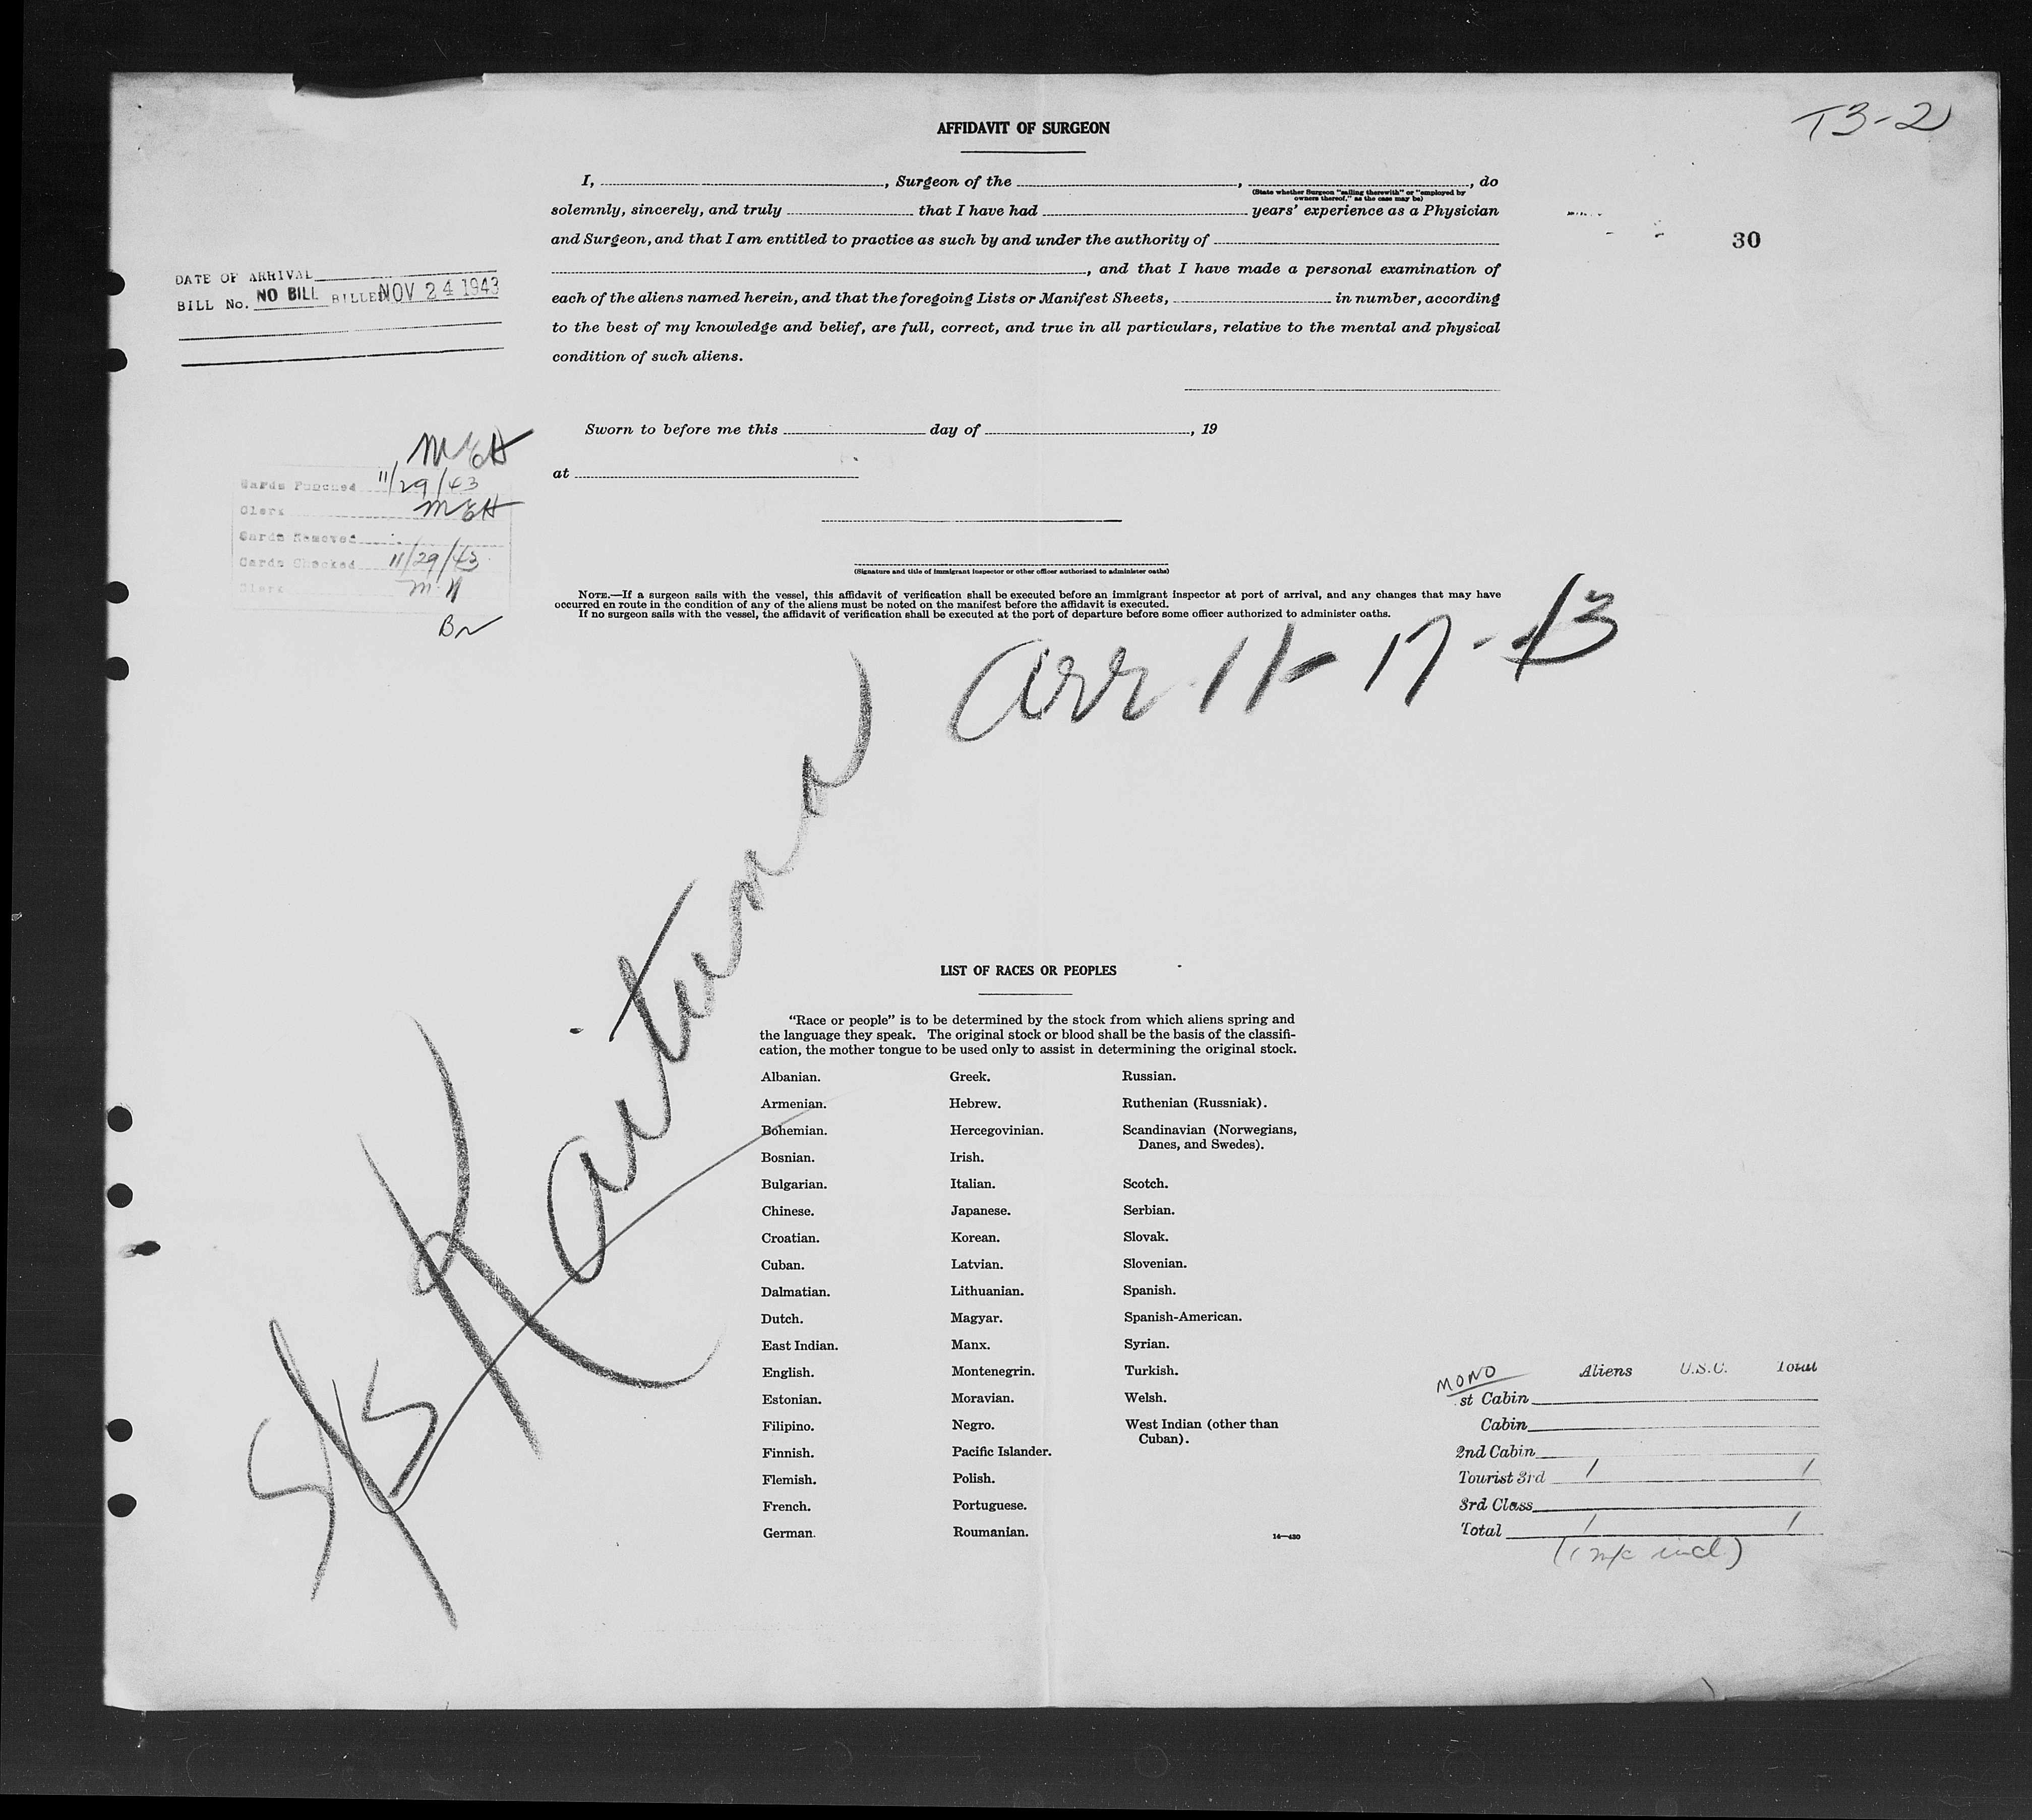 T3-2
AFFIDAVIT OF SURGEON
I, , Surgeon of the , , do
(State whether Surgeon "sailing therewith" or "employed by
owners thereof," as the case may be)
solemnly, sincerely, and truly that I have had years' experience as a Physician
and Surgeon, and that I am entitled to practice as such by and under the authority of
30
, and that I have made a personal examination of
each of the aliens named herein, and that the foregoing Lists or Manifest Sheets, in number, according
to the best of my knowledge and belief, are full, correct, and true in all particulars, relative to the mental and physical
condition of such aliens.
DATE OF ARRIVAL
BILL No. NO BILL BILLED NOV 24 1943
Sworn to before me this day of , 19
at
MEH
Cards Punched 11/29/43
Clerk MEH
Cards Removed
Cards Checked 11/29/43
Clerk
(Signature and title of immigrant inspector or other officer authorized to administer oaths)
NOTE.—If a surgeon sails with the vessel, this affidavit of verification shall be executed before an immigrant inspector at port of arrival, and any changes that may have
occurred en route in the condition of any of the aliens must be noted on the manifest before the affidavit is executed.
If no surgeon sails with the vessel, the affidavit of verification shall be executed at the port of departure before some officer authorized to administer oaths.
arr 11-17-43
S/S Kaituna
LIST OF RACES OR PEOPLES
"Race or people" is to be determined by the stock from which aliens spring and
the language they speak. The original stock or blood shall be the basis of the classifi-
cation, the mother tongue to be used only to assist in determining the original stock.
Albanian.
Armenian.
Bohemian.
Bosnian.
Bulgarian.
Chinese.
Croatian.
Cuban.
Dalmatian.
Dutch.
East Indian.
English.
Estonian.
Filipino.
Finnish.
Flemish.
French.
German.
Greek.
Hebrew.
Hercegovinian.
Irish.
Italian.
Japanese.
Korean.
Latvian.
Lithuanian.
Magyar.
Manx.
Montenegrin.
Moravian.
Negro.
Pacific Islander.
Polish.
Portuguese.
Roumanian.
Russian.
Ruthenian (Russniak).
Scandinavian (Norwegians,
Danes, and Swedes).
Scotch.
Serbian.
Slovak.
Slovenian.
Spanish.
Spanish-American.
Syrian.
Turkish.
Welsh.
West Indian (other than
Cuban).
14—430
MONO
Aliens U.S.C. Total
st Cabin
Cabin
2nd Cabin
Tourist 3rd 1 1
3rd Class
Total 1 1